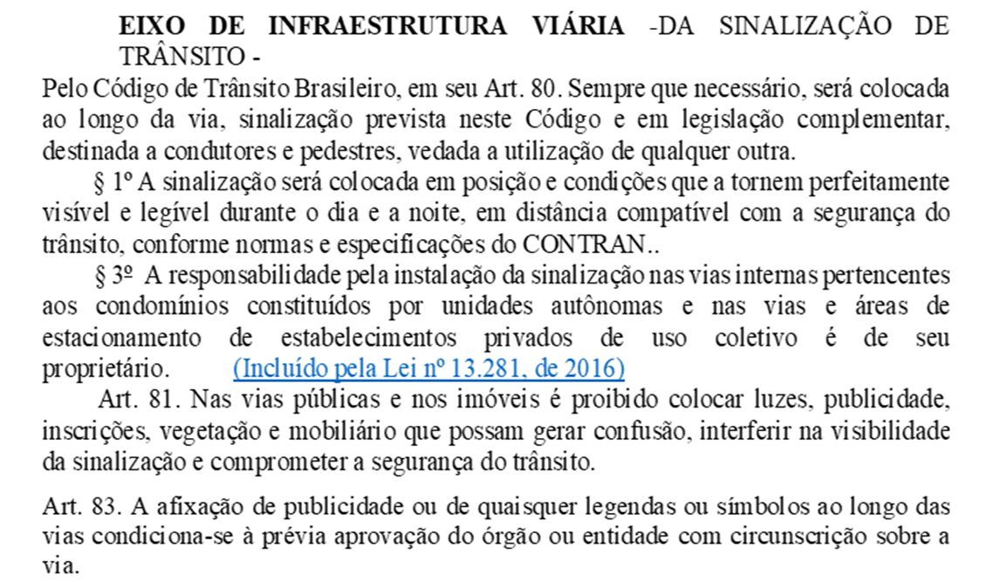 EIXO DE INFRAESTRUTURA VIÁRIA -DA SINALIZAÇÃO DE
TRÂNSITO -
Pelo Código de Trânsito Brasileiro, em seu Art. 80. Sempre que necessário, será colocada
ao longo da via, sinalização prevista neste Código e em legislação complementar,
destinada a condutores e pedestres, vedada a utilização de qualquer outra.
§ 1º A sinalização será colocada em posição e condições que a tornem perfeitamente
visível e legível durante o dia e a noite, em distância compatível com a segurança do
trânsito, conforme normas e especificações do CONTRAN..
§ 3º A responsabilidade pela instalação da sinalização nas vias internas pertencentes
aos condomínios constituídos por unidades autônomas e nas vias e áreas de
estacionamento de estabelecimentos privados de uso coletivo é de seu
proprietário. (Incluído pela Lei nº 13.281, de 2016)
Art. 81. Nas vias públicas e nos imóveis é proibido colocar luzes, publicidade,
inscrições, vegetação e mobiliário que possam gerar confusão, interferir na visibilidade
da sinalização e comprometer a segurança do trânsito.
Art. 83. A afixação de publicidade ou de quaisquer legendas ou símbolos ao longo das
vias condiciona-se à prévia aprovação do órgão ou entidade com circunscrição sobre a
via.